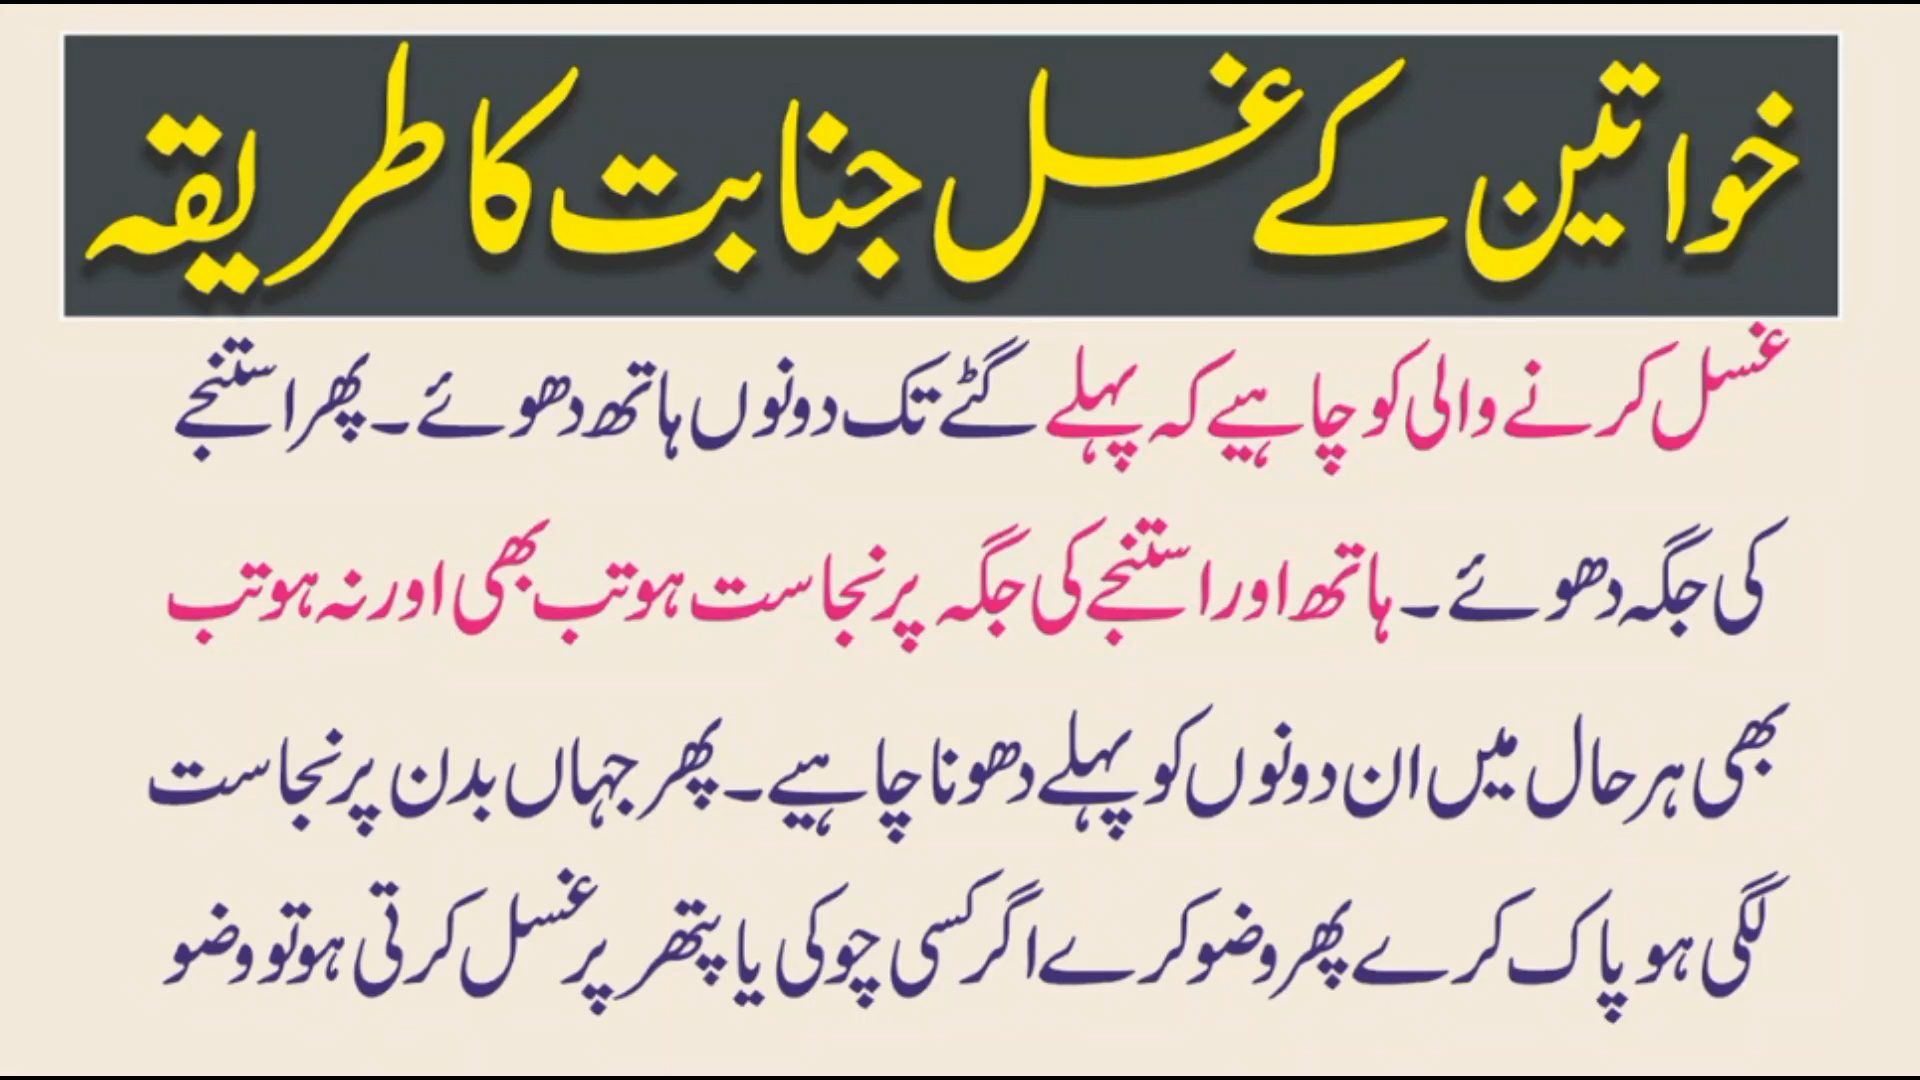 خواتین کے غسل جنابت کا طریقہ
غسل کرنے والی کو چاہیے کہ پہلے گٹے تک دونوں ہاتھ دھوئے۔ پھر استنجے
کی جگہ دھوئے۔ ہاتھ اور استنجے کی جگہ پر نجاست ہو تب بھی اور نہ ہو تب
بھی ہر حال میں ان دونوں کو پہلے دھونا چاہیے۔ پھر جہاں بدن پر نجاست
لگی ہو پاک کرے پھر وضو کرے اگر کسی چوکی یا پتھر پر غسل کرتی ہو تو وضو